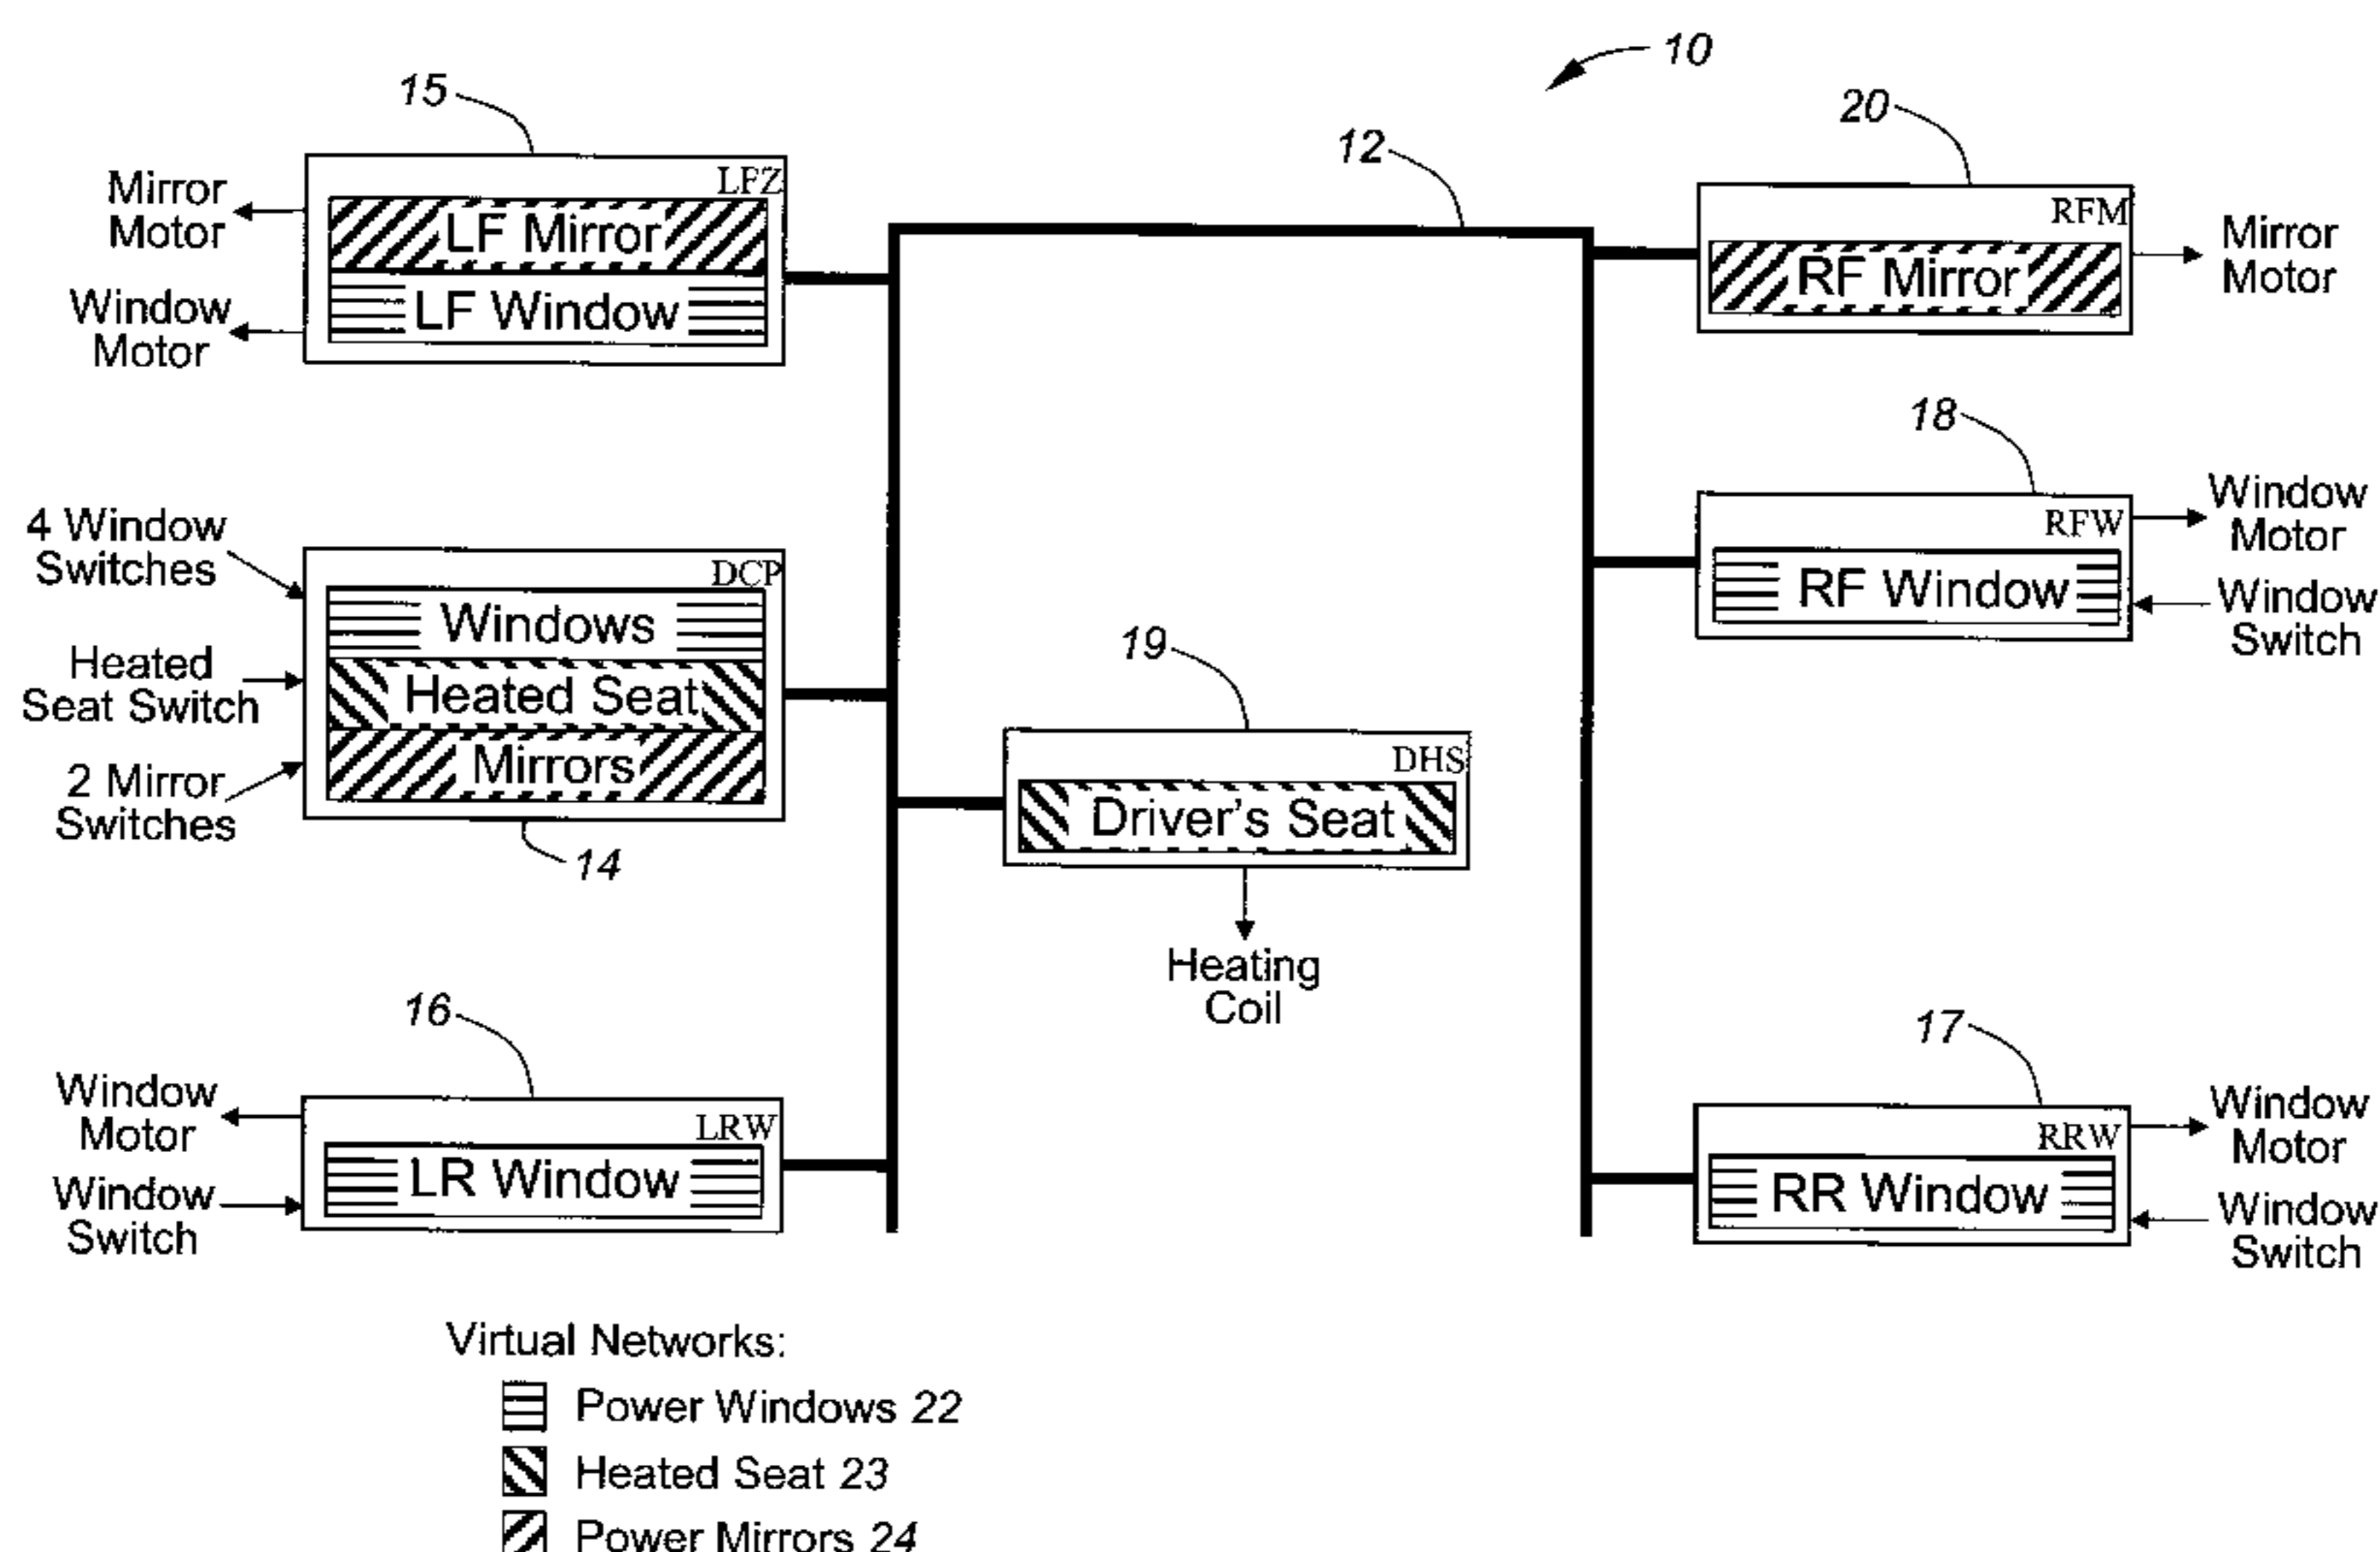 10
15
20
12
LFZ
Mirror
Motor
LF Mirror
RFM
Mirror
Motor
RF Mirror
Window
Motor
LF Window
18
Window
Motor
4 Window
Switches
RFW
DCP
RF Window
Window
Switch
Windows
19
Heated
Seat Switch
Heated Seat
DHS
Mirrors
2 Mirror
Switches
Driver's Seat
14
Heating
Coil
16
17
Window
Motor
LRW
Window
Motor
RRW
LR Window
Window
Switch
RR Window
Window
Switch
Virtual Networks:
Power Windows 22
Heated Seat 23
Power Mirrors 24